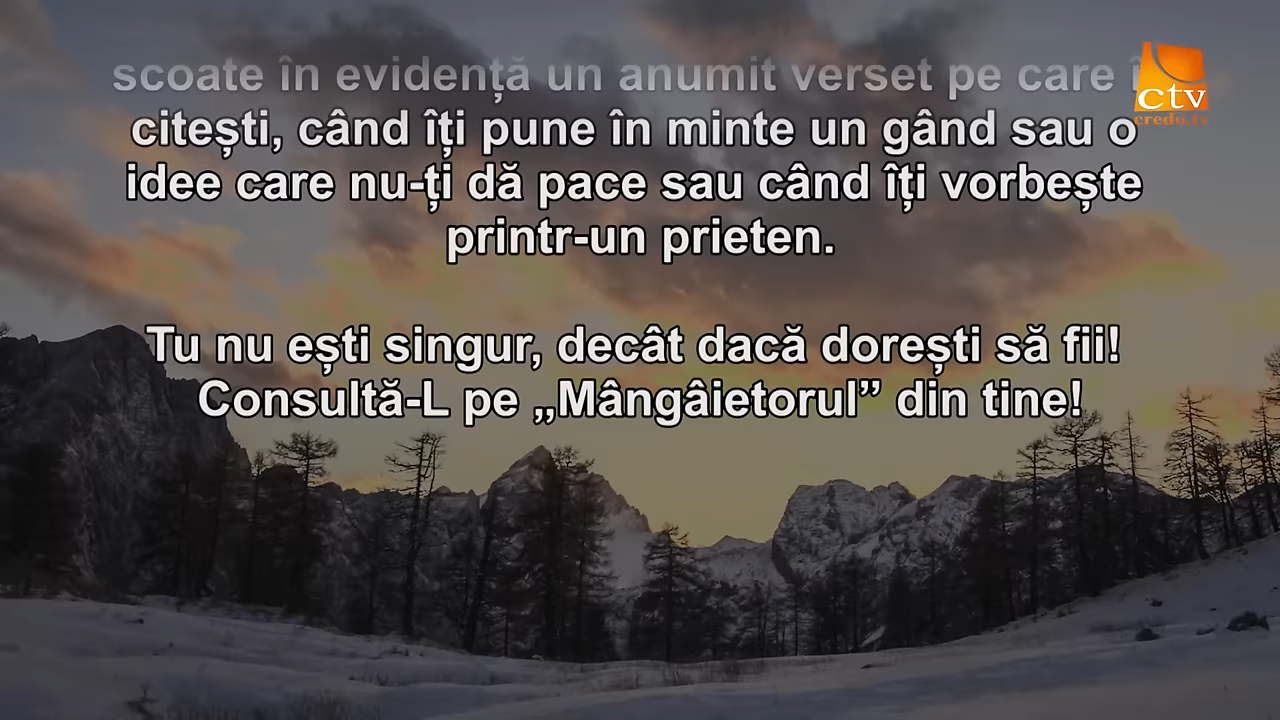 scoate în evidență un anumit verset pe care
citești, când îți pune în minte un gând sau o
idee care nu-ți dă pace sau când îți vorbește
printr-un prieten.
Tu nu ești singur, decât dacă dorești să fii!
Consultă-L pe „Mângâietorul” din tine!
ctv
credo.tv